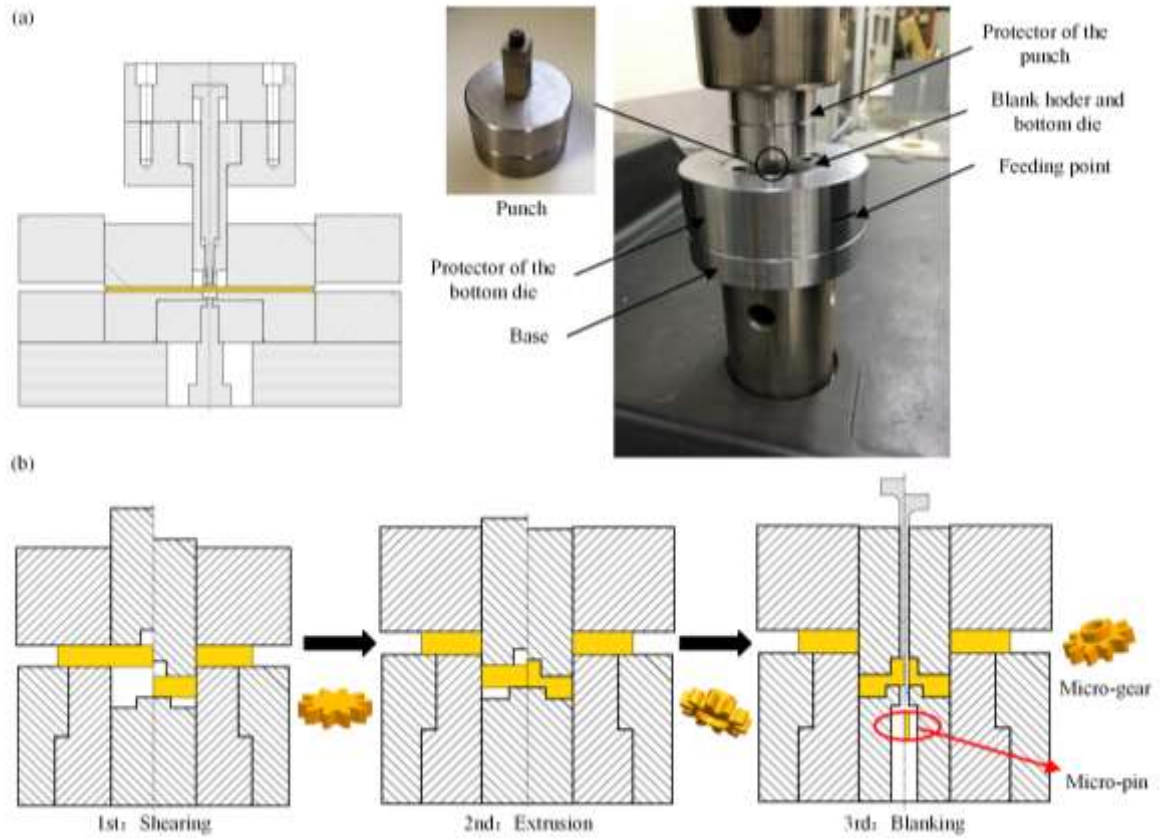 (a)
Protector of the
punch
Blank hoder and
bottom die
Feeding point
Punch
Protector of the
bottom die
Base
(b)
Micro-gear
Micro-pin
1st: Shearing
2nd: Extrusion
3rd: Blanking